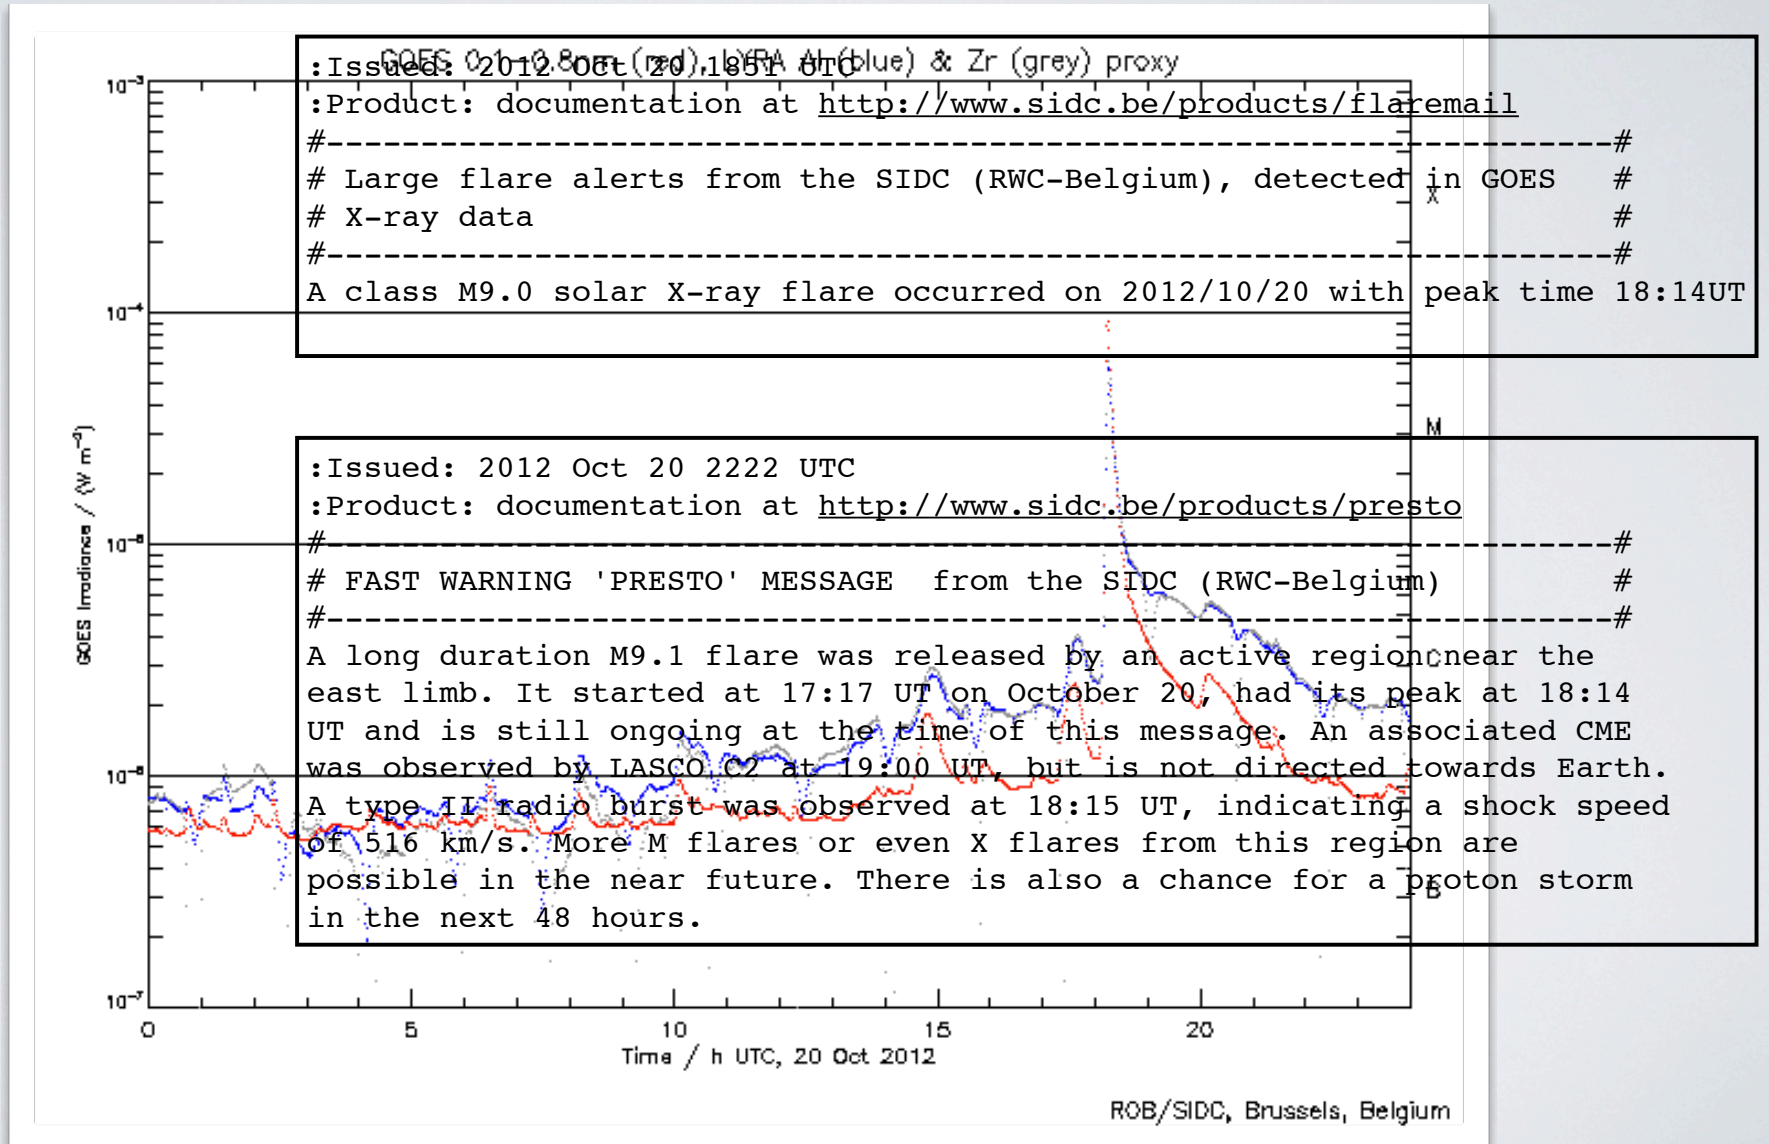 GOES 0.1-0.8nm (red), LYRA Al (blue) & Zr (grey) proxy
:Issued: 2012 Oct 20 1851 UTC
:Product: documentation at http://www.sidc.be/products/flaremail
#--------------------------------------------------------------------#
# Large flare alerts from the SIDC (RWC-Belgium), detected in GOES   #
# X-ray data                                                         #
#--------------------------------------------------------------------#
A class M9.0 solar X-ray flare occurred on 2012/10/20 with peak time 18:14UT
:Issued: 2012 Oct 20 2222 UTC
:Product: documentation at http://www.sidc.be/products/presto
#--------------------------------------------------------------------#
# FAST WARNING 'PRESTO' MESSAGE  from the SIDC (RWC-Belgium)         #
#--------------------------------------------------------------------#
A long duration M9.1 flare was released by an active region near the
east limb. It started at 17:17 UT on October 20, had its peak at 18:14
UT and is still ongoing at the time of this message. An associated CME
was observed by LASCO C2 at 19:00 UT, but is not directed towards Earth.
A type II radio burst was observed at 18:15 UT, indicating a shock speed
of 516 km/s. More M flares or even X flares from this region are
possible in the near future. There is also a chance for a proton storm
in the next 48 hours.
GOES Irradiance / (W m⁻²)
10⁻³
10⁻⁴
10⁻⁵
10⁻⁶
10⁻⁷
X
M
C
B
0 5 10 15 20
Time / h UTC, 20 Oct 2012
ROB/SIDC, Brussels, Belgium